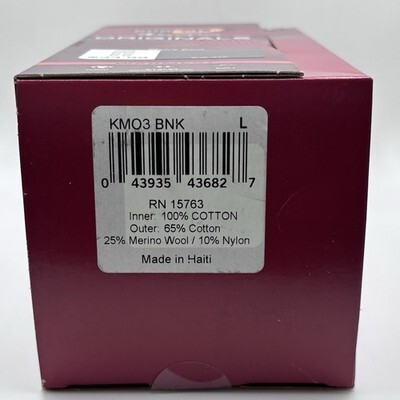 ORIGINALS
KMO3 BNK L
0 43935 43682 7
RN 15763
Inner: 100% COTTON
Outer: 65% Cotton
25% Merino Wool / 10% Nylon
Made in Haiti